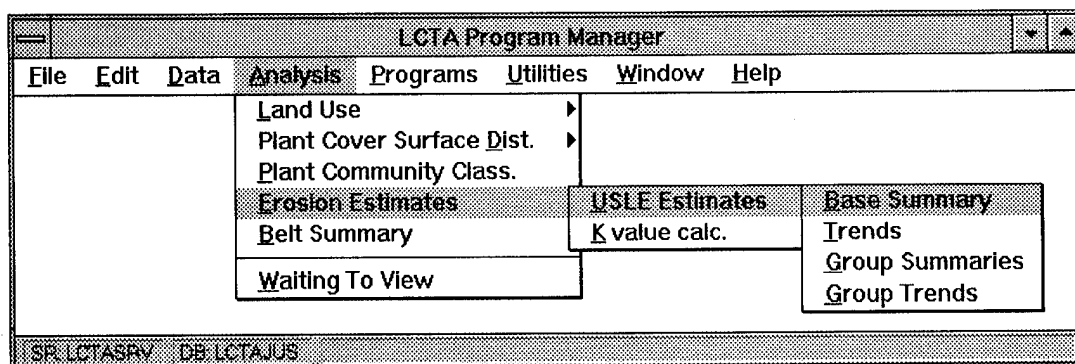 LCTA Program Manager
File Edit Data Analysis Programs Utilities Window Help
Land Use
Plant Cover Surface Dist.
Plant Community Class.
Erosion Estimates USLE Estimates Base Summary
Belt Summary K value calc. Trends
Group Summaries
Waiting To View Group Trends
SR: LCTASRV DB: LCTAJUS